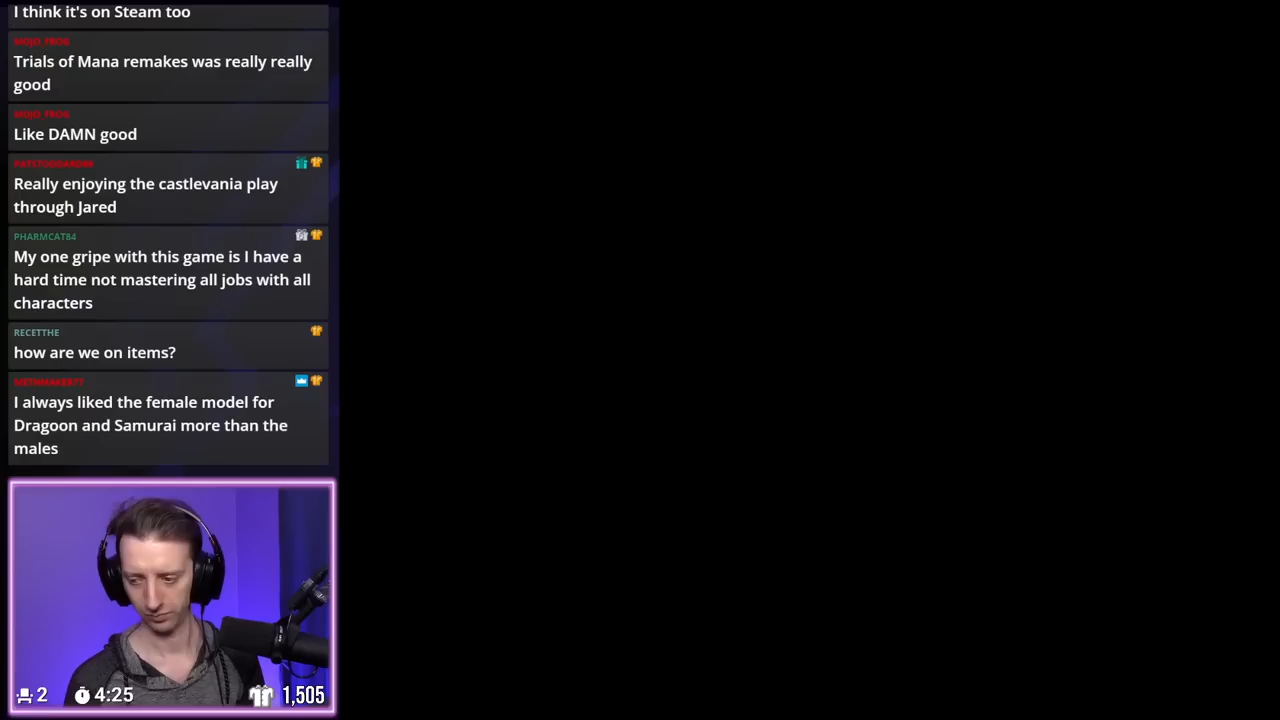 I think it's on Steam too
MOJO_FROG
Trials of Mana remakes was really really
good
MOJO_FROG
Like DAMN good
Really enjoying the castlevania play
through Jared
PHARMCAT84
My one gripe with this game is I have a
hard time not mastering all jobs with all
characters
RECETTHE
how are we on items?
METHMAKER77
I always liked the female model for
Dragoon and Samurai more than the
males
2
4:25
1,505